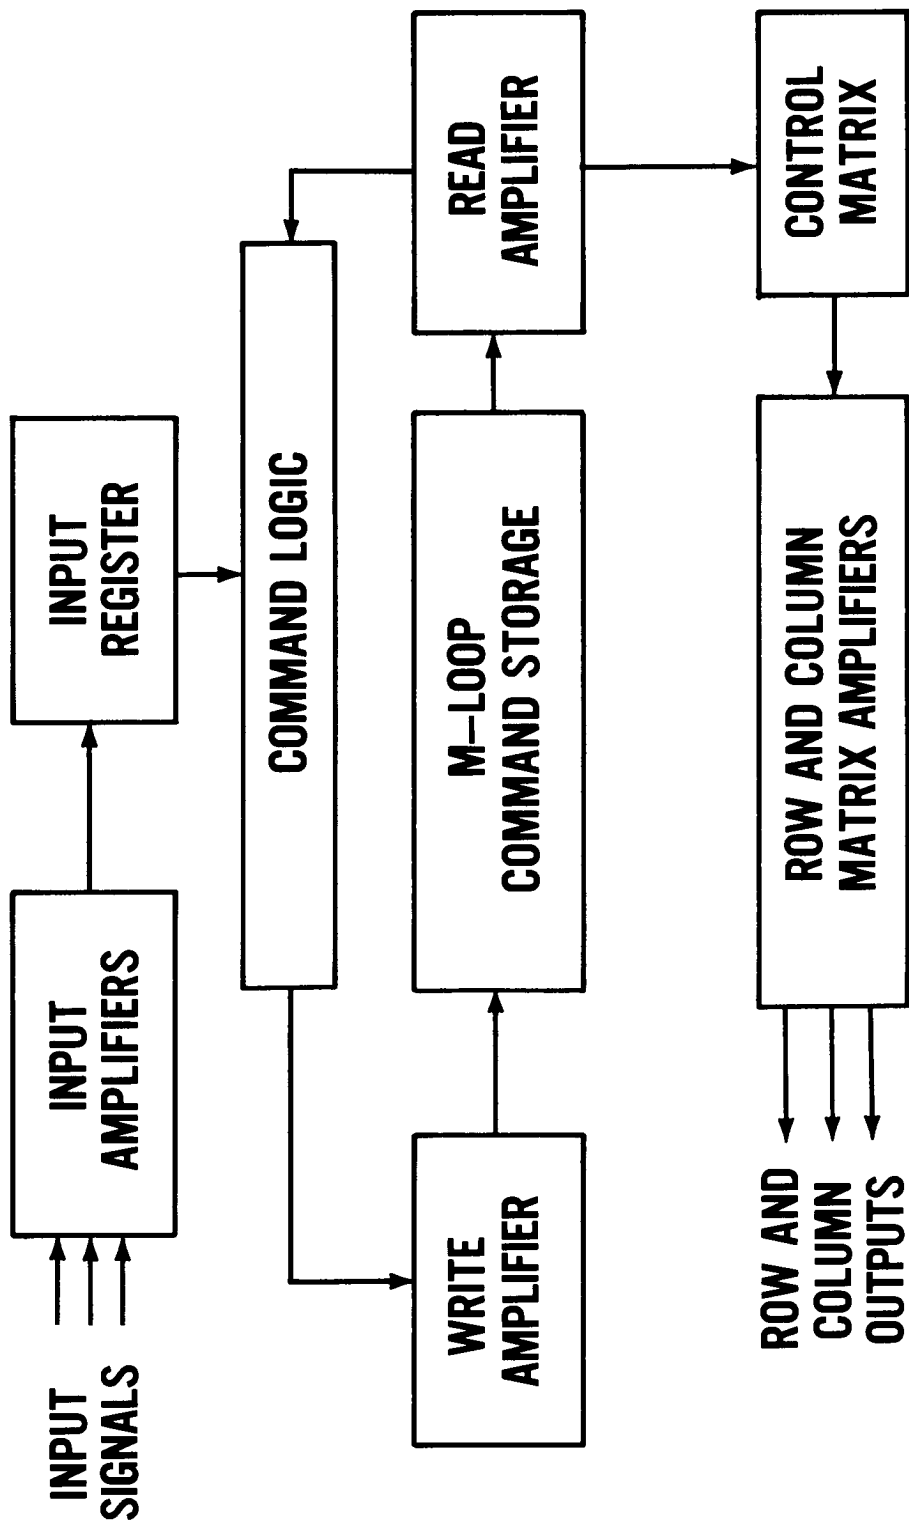 INPUT
SIGNALS
INPUT
AMPLIFIERS
INPUT
REGISTER
COMMAND LOGIC
WRITE
AMPLIFIER
M–LOOP
COMMAND STORAGE
READ
AMPLIFIER
ROW AND
COLUMN
OUTPUTS
ROW AND COLUMN
MATRIX AMPLIFIERS
CONTROL
MATRIX